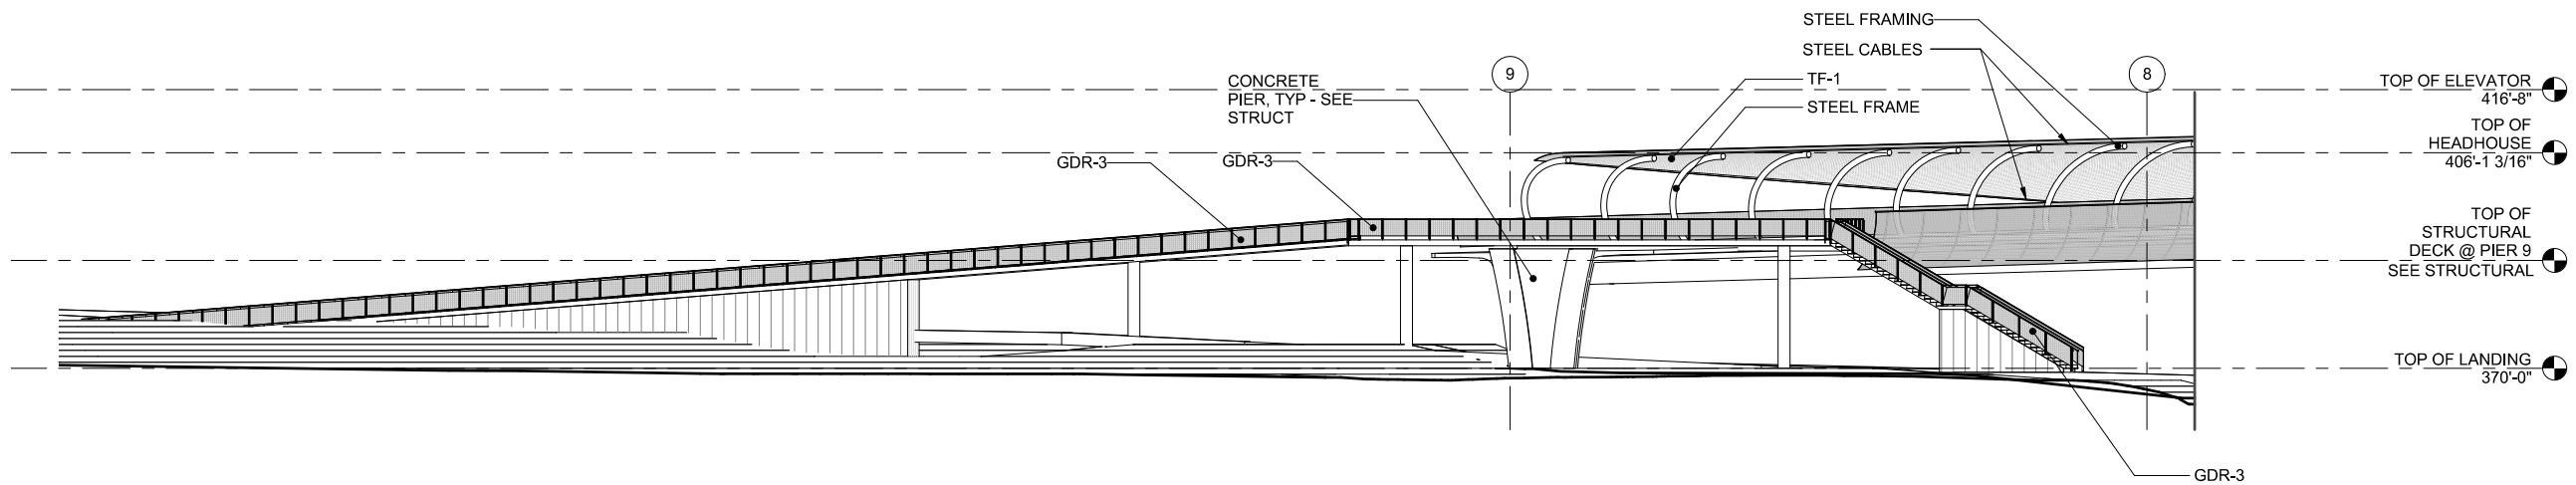 STEEL FRAMING
STEEL CABLES
TF-1
STEEL FRAME
CONCRETE
PIER, TYP - SEE
STRUCT
9
8
GDR-3
GDR-3
TOP OF ELEVATOR
416'-8"
TOP OF
HEADHOUSE
406'-1 3/16"
TOP OF
STRUCTURAL
DECK @ PIER 9
SEE STRUCTURAL
TOP OF LANDING
370'-0"
GDR-3